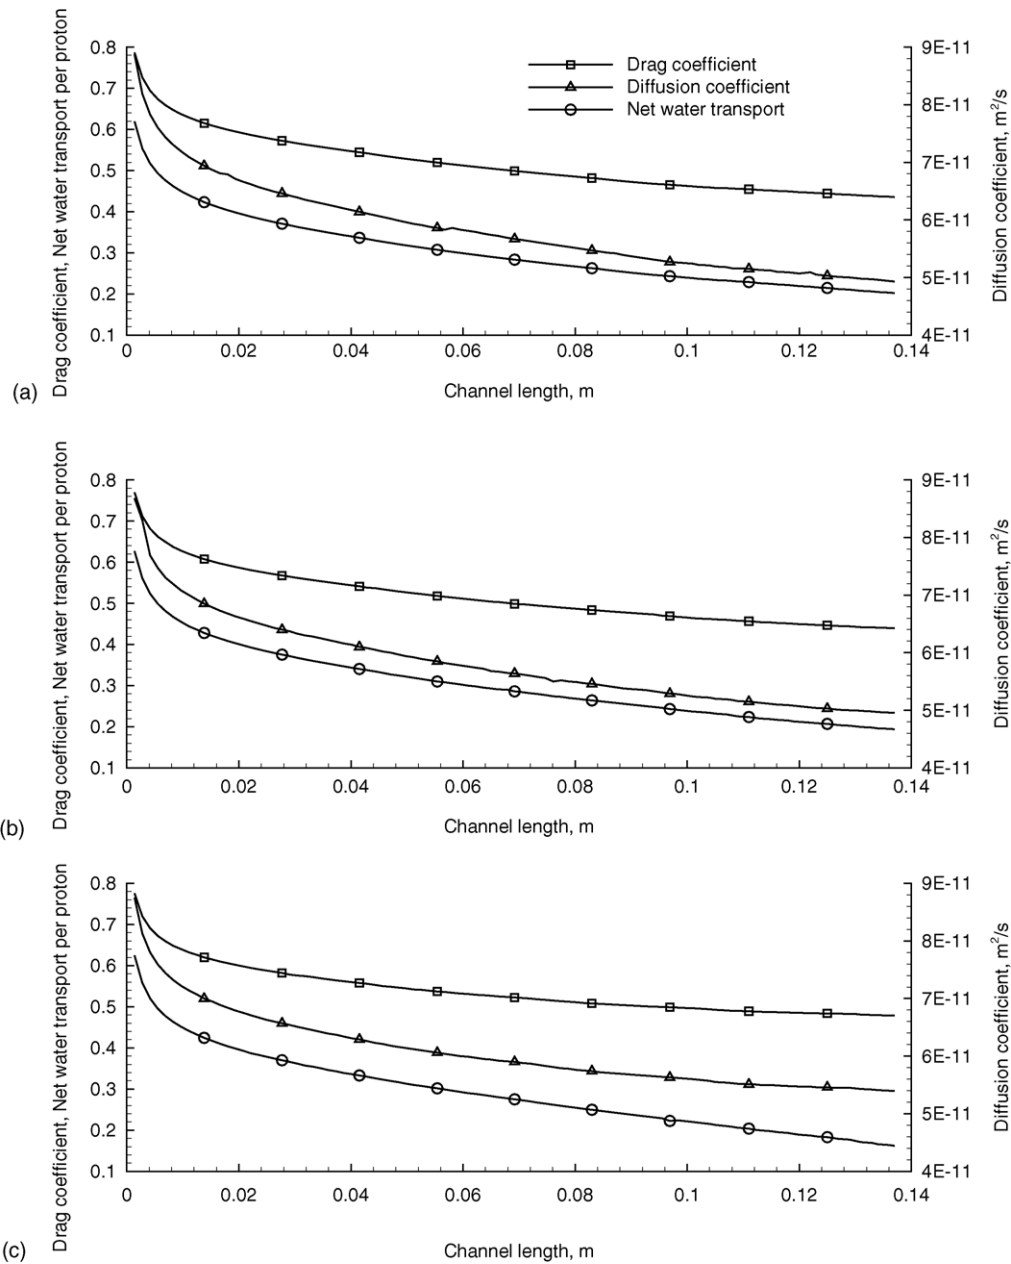 Drag coefficient, Net water transport per proton
0.8
0.7
0.6
0.5
0.4
0.3
0.2
0.1
Drag coefficient
Diffusion coefficient
Net water transport
9E-11
8E-11
7E-11
6E-11
5E-11
4E-11
Diffusion coefficient, m²/s
0 0.02 0.04 0.06 0.08 0.1 0.12 0.14
Channel length, m
(a)
Drag coefficient, Net water transport per proton
0.8
0.7
0.6
0.5
0.4
0.3
0.2
0.1
9E-11
8E-11
7E-11
6E-11
5E-11
4E-11
Diffusion coefficient, m²/s
0 0.02 0.04 0.06 0.08 0.1 0.12 0.14
Channel length, m
(b)
Drag coefficient, Net water transport per proton
0.8
0.7
0.6
0.5
0.4
0.3
0.2
0.1
9E-11
8E-11
7E-11
6E-11
5E-11
4E-11
Diffusion coefficient, m²/s
0 0.02 0.04 0.06 0.08 0.1 0.12 0.14
Channel length, m
(c)